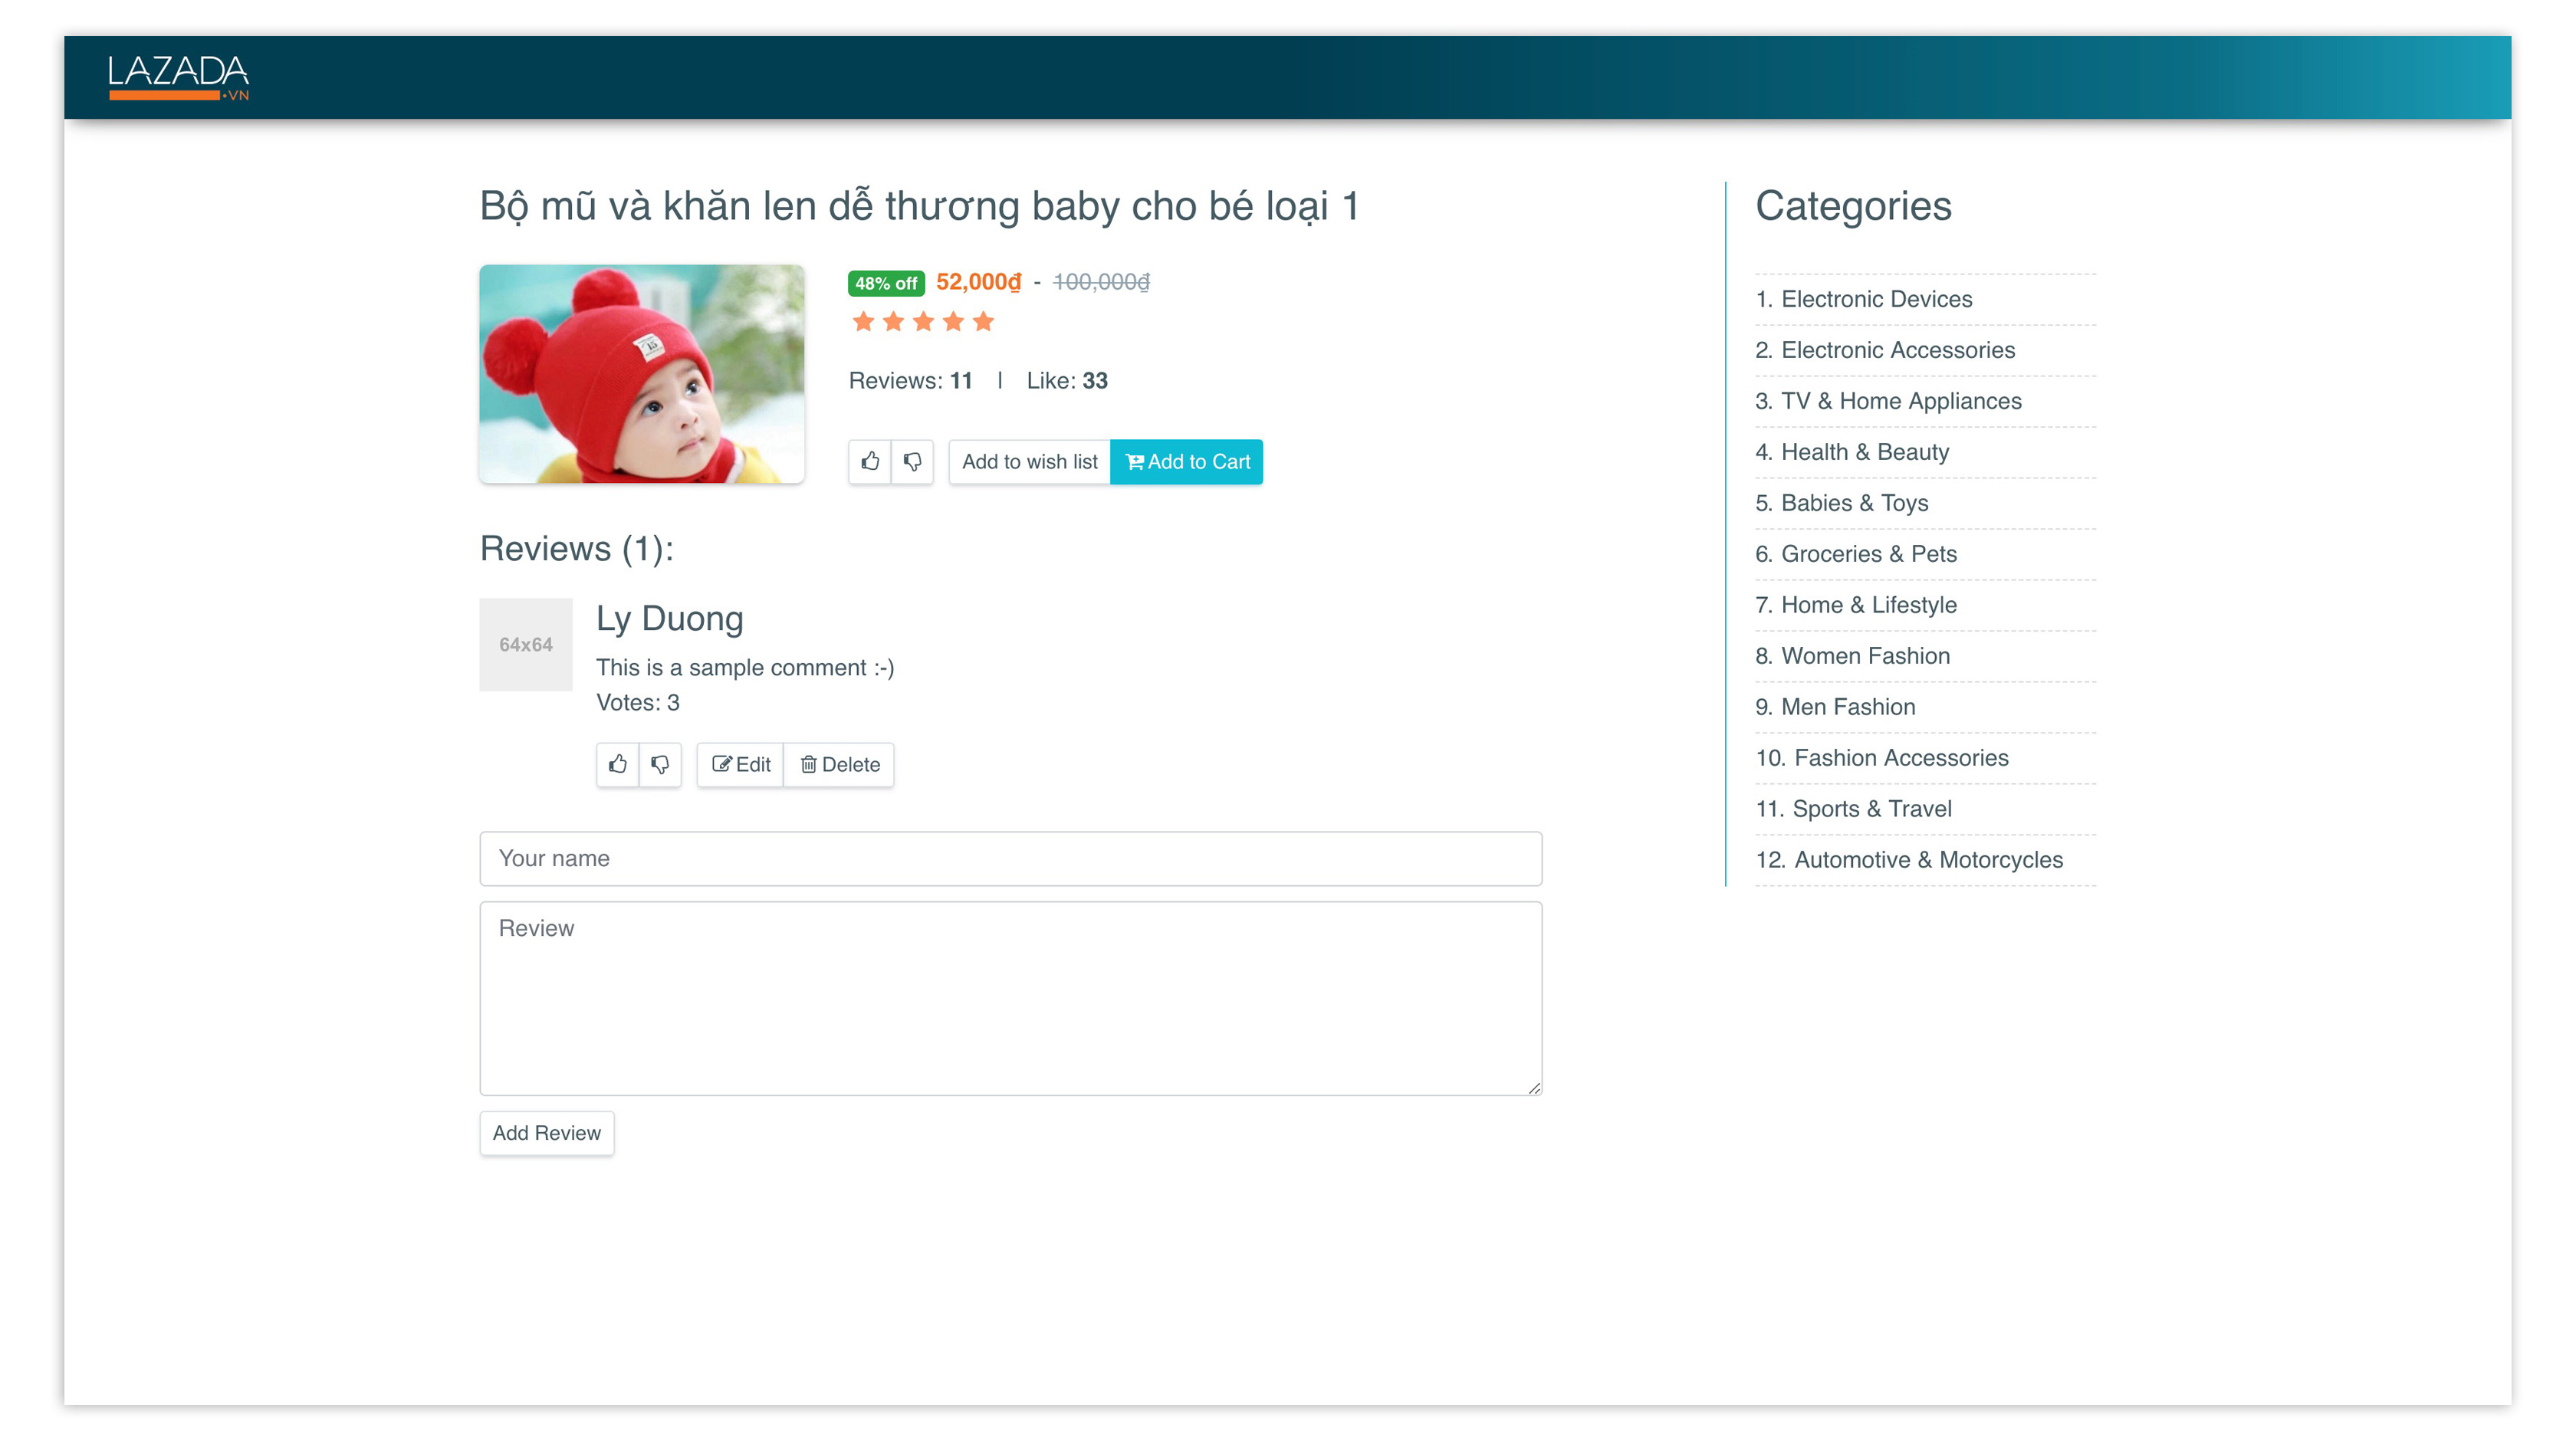 LAZADA
.VN
Bộ mũ và khăn len dễ thương baby cho bé loại 1
48% off 52,000₫ - 100,000₫
Reviews: 11 | Like: 33
Add to wish list Add to Cart
Reviews (1):
64x64
Ly Duong
This is a sample comment :-)
Votes: 3
Edit Delete
Your name
Review
Add Review
Categories
1. Electronic Devices
2. Electronic Accessories
3. TV & Home Appliances
4. Health & Beauty
5. Babies & Toys
6. Groceries & Pets
7. Home & Lifestyle
8. Women Fashion
9. Men Fashion
10. Fashion Accessories
11. Sports & Travel
12. Automotive & Motorcycles